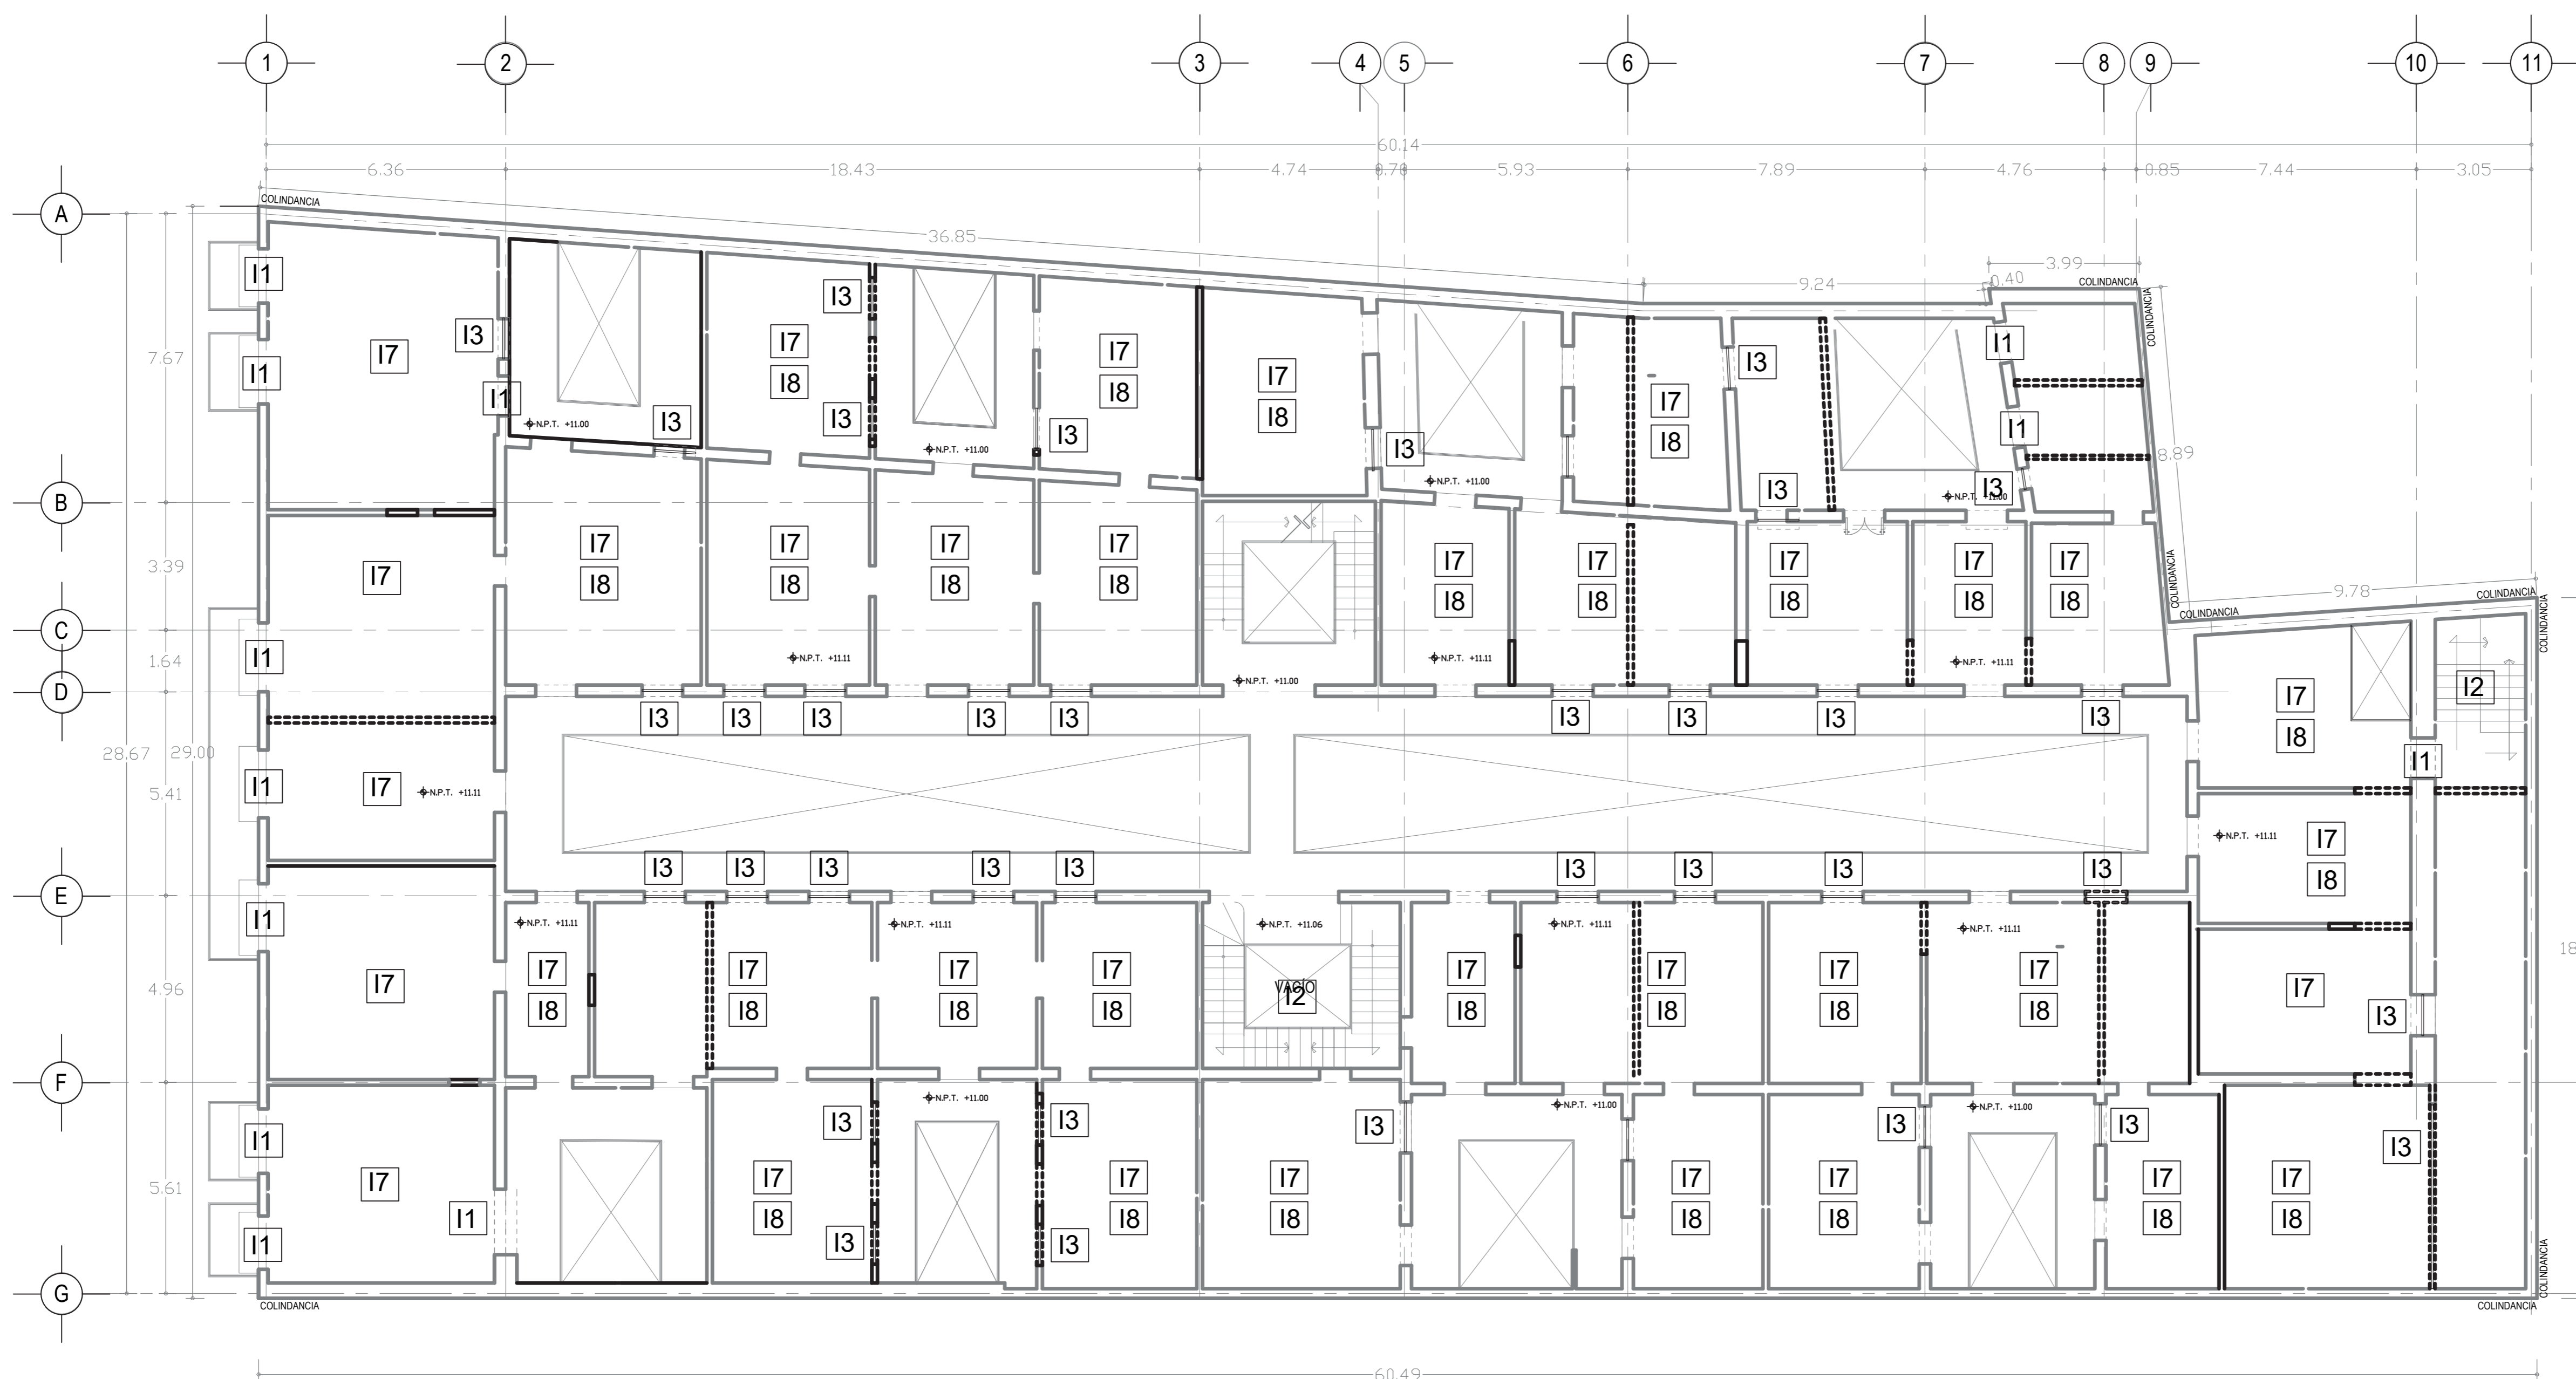 1 2 3 4 5 6 7 8 9 10 11
60.14
6.36 18.43 4.74 0.70 5.93 7.89 4.76 0.85 7.44 3.05
A
COLINDANCIA
36.85
9.24
3.99
0.40
COLINDANCIA
COLINDANCIA
I1 I3 I3 I1
7.67
I1 I7 I3 I7 I7 I7 I7 I3
I1 I8 I8 I8 I8
N.P.T. +11.00 I3 I3 I3 I3 I1
N.P.T. +11.00
8.89
N.P.T. +11.00
I3 I3
N.P.T. +11.00
B
3.39
I7 I7 I7 I7 I7 I7 I7 I7 I7 I7
I8 I8 I8 I8 I8 I8 I8 I8 I8
COLINDANCIA
9.78
COLINDANCIA
COLINDANCIA
COLINDANCIA
C
1.64
I1 N.P.T. +11.11 N.P.T. +11.11 N.P.T. +11.11
D
N.P.T. +11.00
I7 I2
I8
I3 I3 I3 I3 I3 I3 I3 I3 I3
28.67 29.00
I1
5.41
I1 I7 N.P.T. +11.11
N.P.T. +11.11 I7
I8
I3 I3 I3 I3 I3 I3 I3 I3 I3
E
I1 N.P.T. +11.11 N.P.T. +11.11 N.P.T. +11.06 N.P.T. +11.11 N.P.T. +11.11
18
4.96
I7 I7 I7 I7 I7 I7 I7 I7 I7 I7
VACÍO
I2
I8 I8 I8 I8 I8 I8 I8 I8
I3
F
N.P.T. +11.00 N.P.T. +11.00 N.P.T. +11.00
I1 I3 I3 I3 I3 I3 I3
5.61
I7 I7 I7 I7 I7 I7 I7 I7
I1 I1 I8 I8 I8 I8 I8 I8 I8
I3 I3
COLINDANCIA
G
COLINDANCIA
COLINDANCIA
60.49